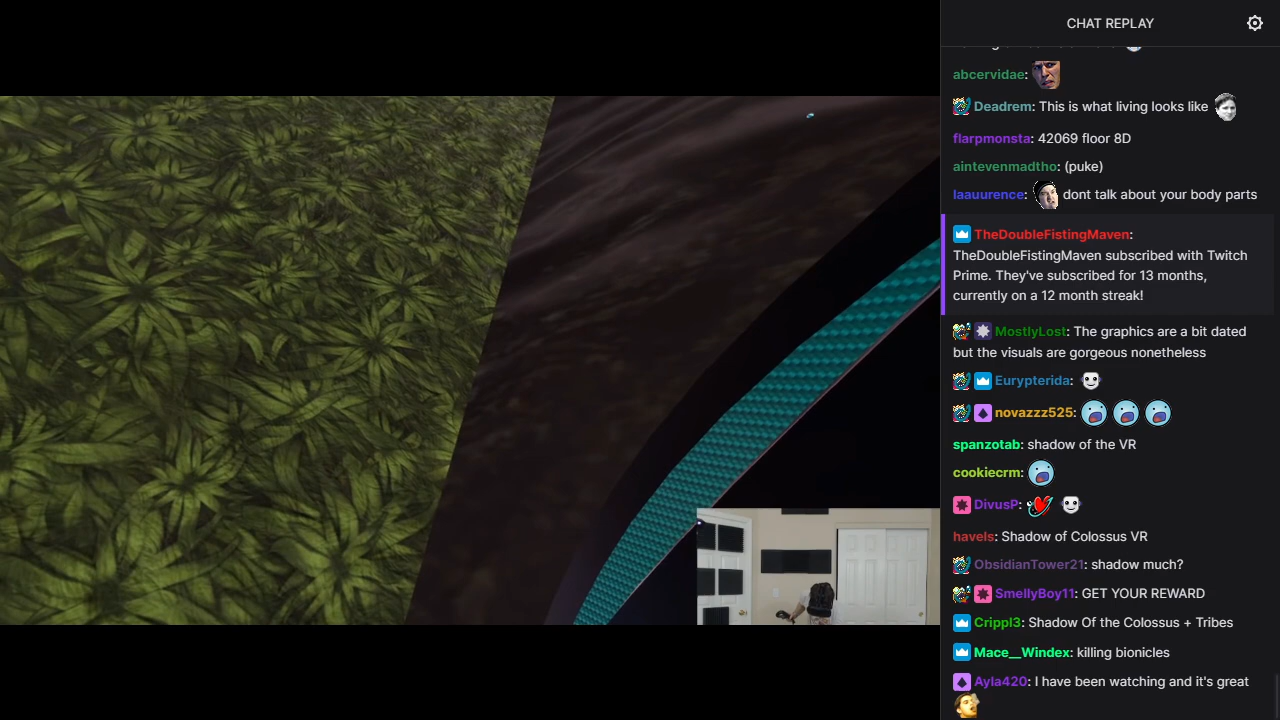 CHAT REPLAY
abcervidae:
Deadrem: This is what living looks like
flarpmonsta: 42069 floor 8D
aintevenmadtho: (puke)
laauurence: dont talk about your body parts
TheDoubleFistingMaven:
TheDoubleFistingMaven subscribed with Twitch
Prime. They've subscribed for 13 months,
currently on a 12 month streak!
MostlyLost: The graphics are a bit dated
but the visuals are gorgeous nonetheless
Eurypterida:
novazzz525:
spanzotab: shadow of the VR
cookiecrm:
DivusP:
havels: Shadow of Colossus VR
ObsidianTower21: shadow much?
SmellyBoy11: GET YOUR REWARD
Crippl3: Shadow Of the Colossus + Tribes
Mace__Windex: killing bionicles
Ayla420: I have been watching and it's great